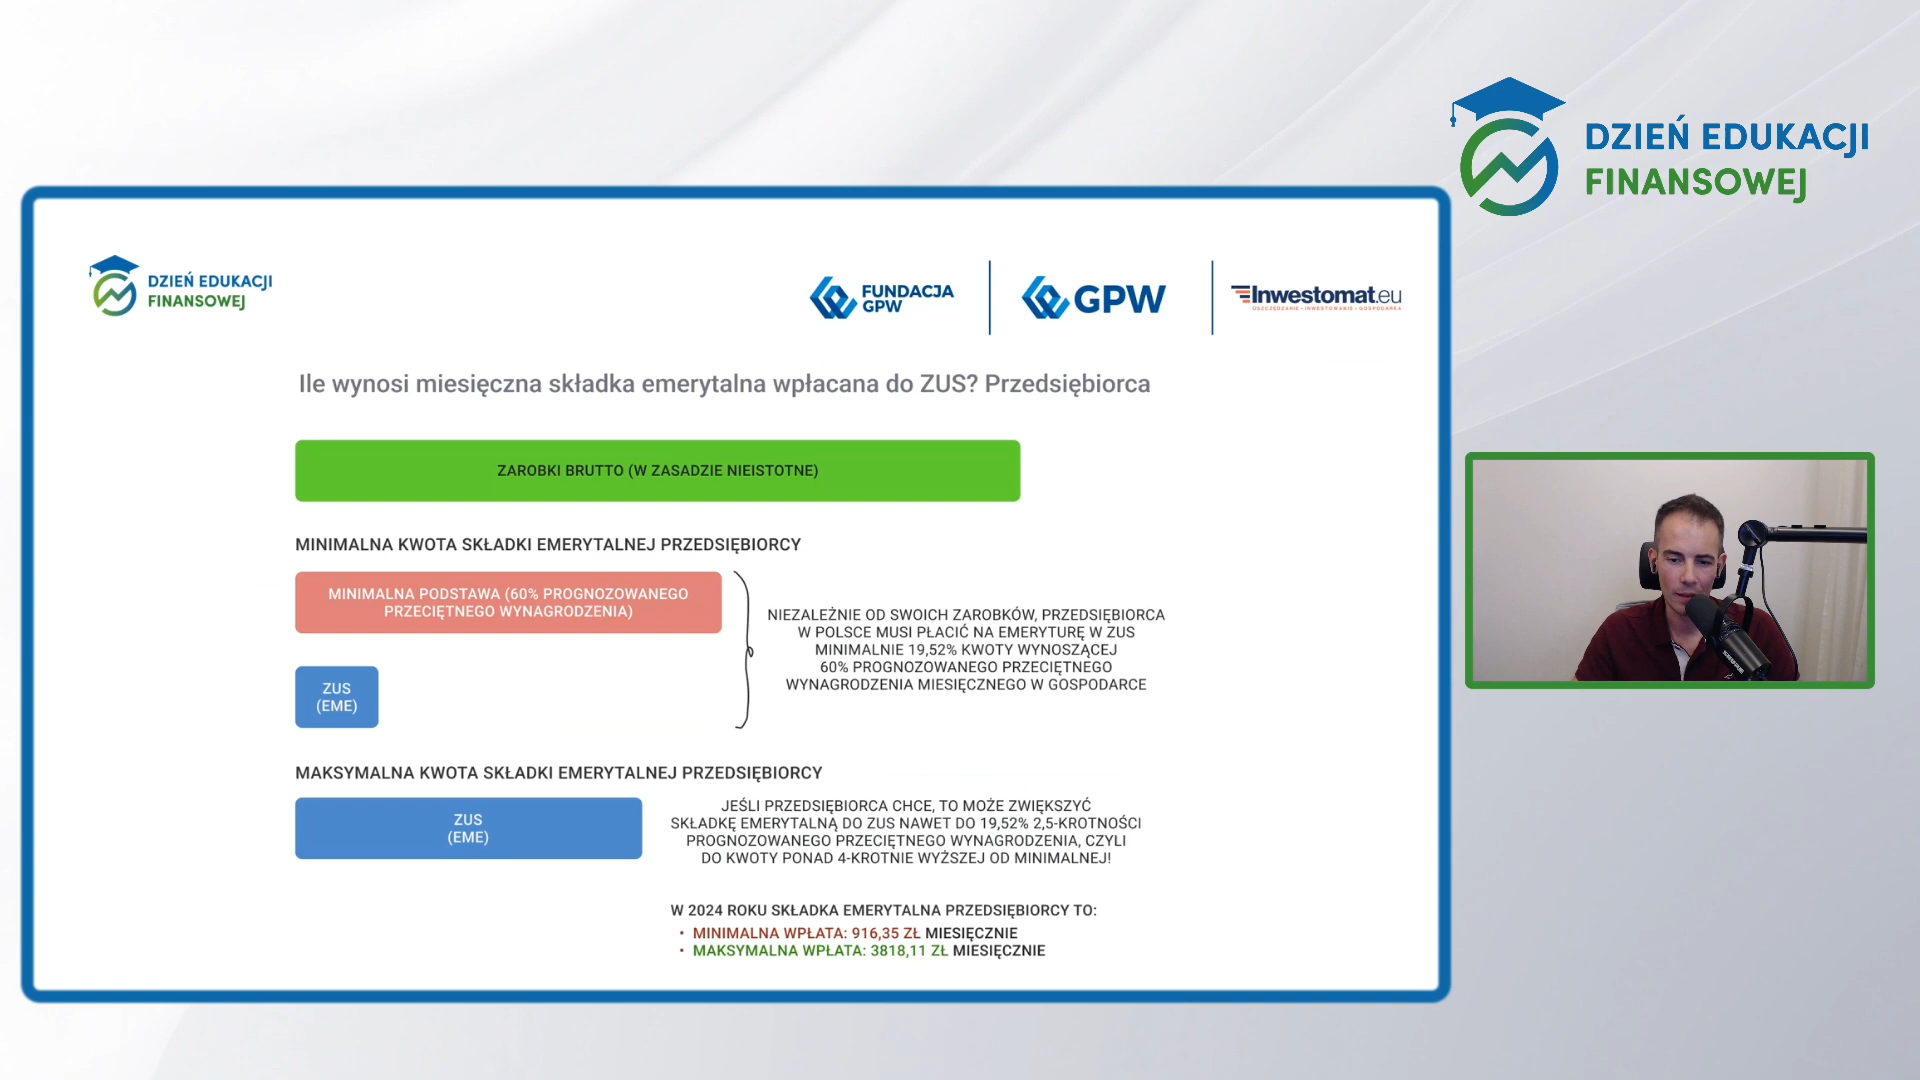 DZIEŃ EDUKACJI
FINANSOWEJ
DZIEŃ EDUKACJI
FINANSOWEJ
FUNDACJA
GPW
GPW
Inwestomat.eu
OSZCZĘDZANIE • INWESTOWANIE • GOSPODARKA
Ile wynosi miesięczna składka emerytalna wpłacana do ZUS? Przedsiębiorca
ZAROBKI BRUTTO (W ZASADZIE NIEISTOTNE)
MINIMALNA KWOTA SKŁADKI EMERYTALNEJ PRZEDSIĘBIORCY
MINIMALNA PODSTAWA (60% PROGNOZOWANEGO
PRZECIĘTNEGO WYNAGRODZENIA)
ZUS
(EME)
NIEZALEŻNIE OD SWOICH ZAROBKÓW, PRZEDSIĘBIORCA
W POLSCE MUSI PŁACIĆ NA EMERYTURĘ W ZUS
MINIMALNIE 19,52% KWOTY WYNOSZĄCEJ
60% PROGNOZOWANEGO PRZECIĘTNEGO
WYNAGRODZENIA MIESIĘCZNEGO W GOSPODARCE
MAKSYMALNA KWOTA SKŁADKI EMERYTALNEJ PRZEDSIĘBIORCY
ZUS
(EME)
JEŚLI PRZEDSIĘBIORCA CHCE, TO MOŻE ZWIĘKSZYĆ
SKŁADKĘ EMERYTALNĄ DO ZUS NAWET DO 19,52% 2,5-KROTNOŚCI
PROGNOZOWANEGO PRZECIĘTNEGO WYNAGRODZENIA, CZYLI
DO KWOTY PONAD 4-KROTNIE WYŻSZEJ OD MINIMALNEJ!
W 2024 ROKU SKŁADKA EMERYTALNA PRZEDSIĘBIORCY TO:
• MINIMALNA WPŁATA: 916,35 ZŁ MIESIĘCZNIE
• MAKSYMALNA WPŁATA: 3818,11 ZŁ MIESIĘCZNIE
SHURE